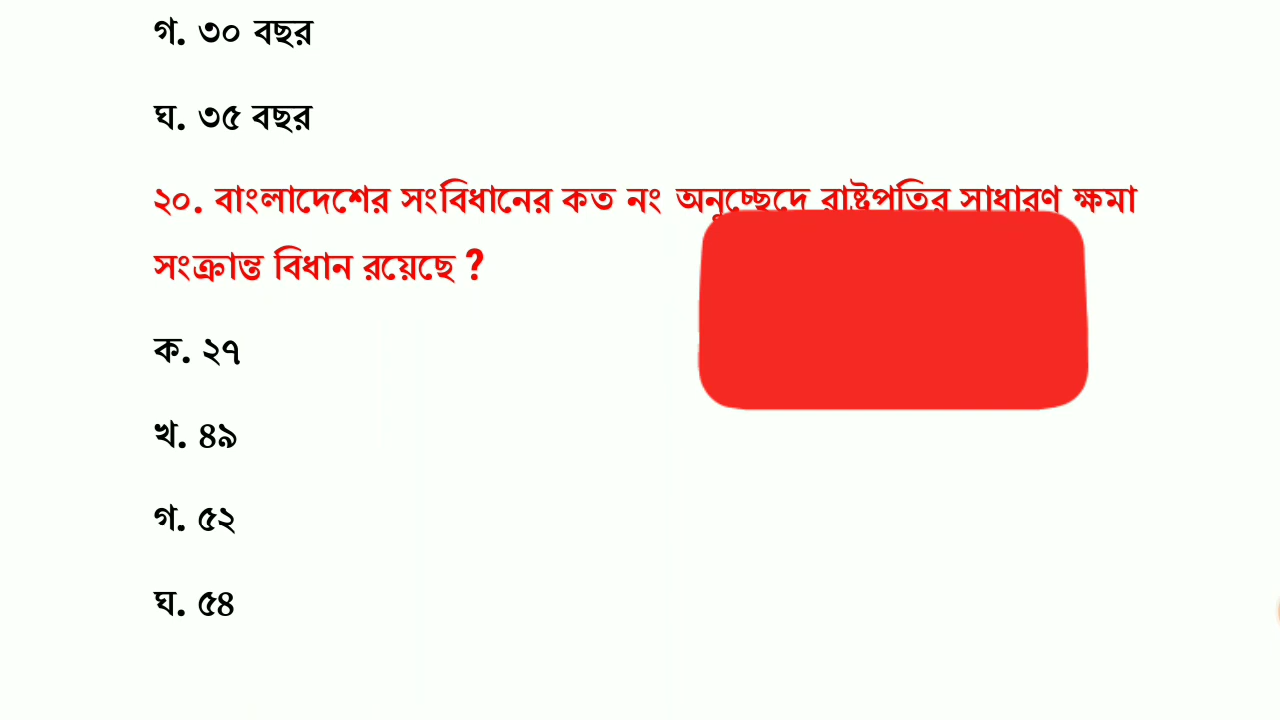 গ. ৩০ বছর
ঘ. ৩৫ বছর
২০. বাংলাদেশের সংবিধানের কত নং অনুচ্ছেদে রাষ্ট্রপতির সাধারণ ক্ষমা
সংক্রান্ত বিধান রয়েছে ?
ক. ২৭
খ. ৪৯
গ. ৫২
ঘ. ৫৪